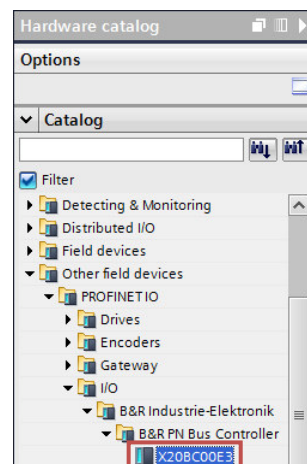 Hardware catalog
Options
Catalog
Filter
Detecting & Monitoring
Distributed I/O
Field devices
Other field devices
PROFINET IO
Drives
Encoders
Gateway
I/O
B&R Industrie-Elektronik
B&R PN Bus Controller
X20BC00E3